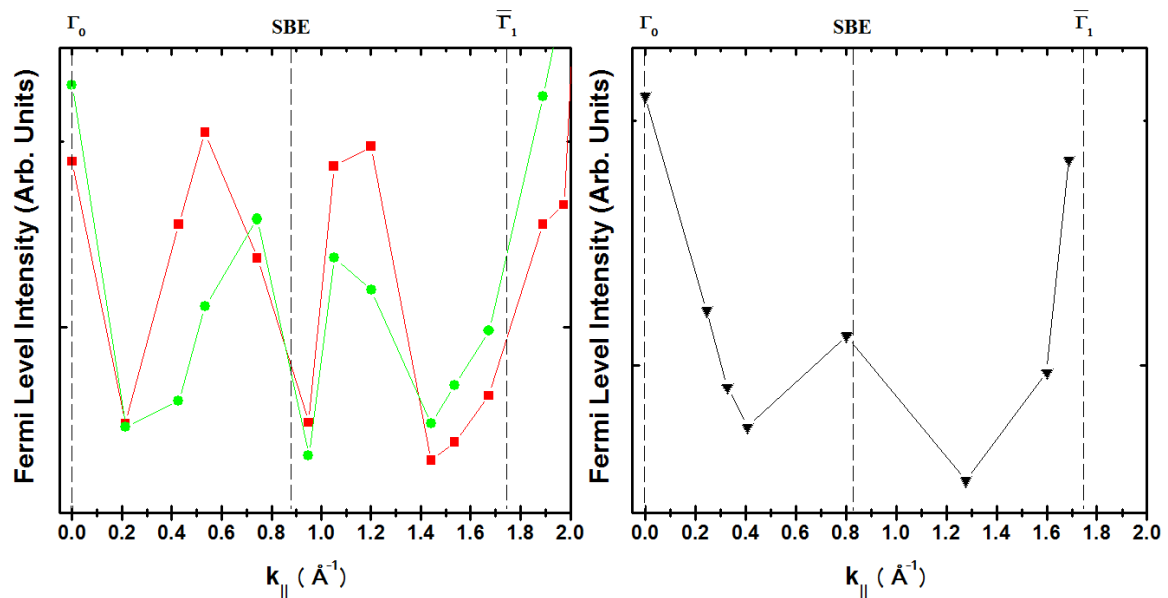 Γ₀ SBE Γ̅₁
Fermi Level Intensity (Arb. Units)
0.0 0.2 0.4 0.6 0.8 1.0 1.2 1.4 1.6 1.8 2.0
k|| ( Å⁻¹)
Γ₀ SBE Γ̅₁
Fermi Level Intensity (Arb. Units)
0.0 0.2 0.4 0.6 0.8 1.0 1.2 1.4 1.6 1.8 2.0
k|| ( Å⁻¹)